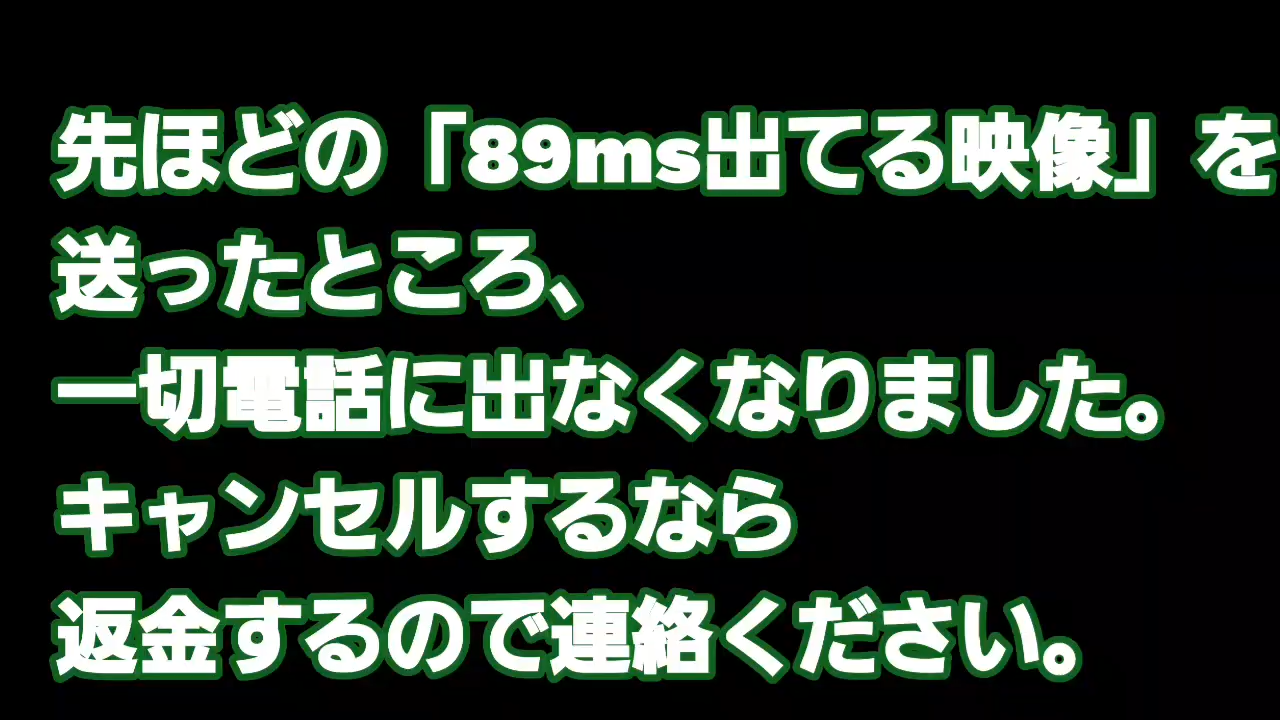 先ほどの「89ms出てる映像」を
送ったところ、
一切電話に出なくなりました。
キャンセルするなら
返金するので連絡ください。